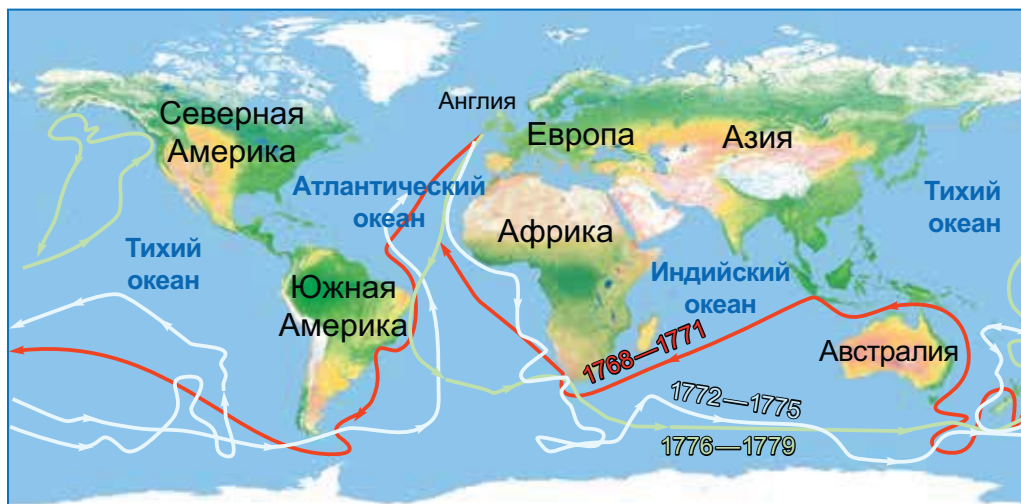 Англия
Северная
Америка
Европа
Азия
Атлантический
океан
Тихий
океан
Африка
Тихий
океан
Индийский
океан
Южная
Америка
Австралия
1768—1771
1772—1775
1776—1779